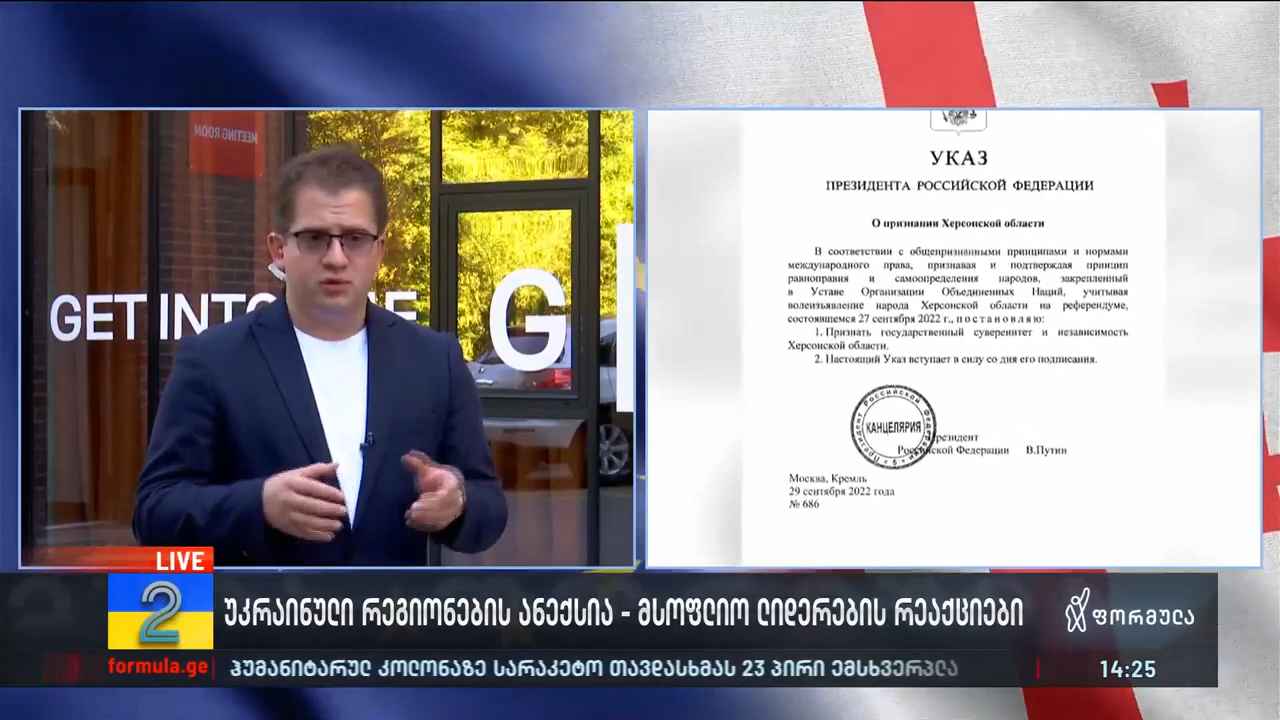 MEETING ROOM
GET INTO
G
УКАЗ
ПРЕЗИДЕНТА РОССИЙСКОЙ ФЕДЕРАЦИИ
О признании Херсонской области
В соответствии с общепризнанными принципами и нормами
международного права, признавая и подтверждая принцип
равноправия и самоопределения народов, закрепленный
в Уставе Организации Объединенных Наций, учитывая
волеизъявление народа Херсонской области на референдуме,
состоявшемся 27 сентября 2022 г., п о с т а н о в л я ю:
1. Признать государственный суверенитет и независимость
Херсонской области.
2. Настоящий Указ вступает в силу со дня его подписания.
КАНЦЕЛЯРИЯ
Президент
Российской Федерации В.Путин
Москва, Кремль
29 сентября 2022 года
№ 686
LIVE
2
უკრაინული რეგიონების ანექსია - მსოფლიო ლიდერების რეაქციები
ფორმულა
formula.ge
ჰუმანიტარულ კოლონაზე სარაკეტო თავდასხმას 23 პირი ემსხვერპლა
14:25